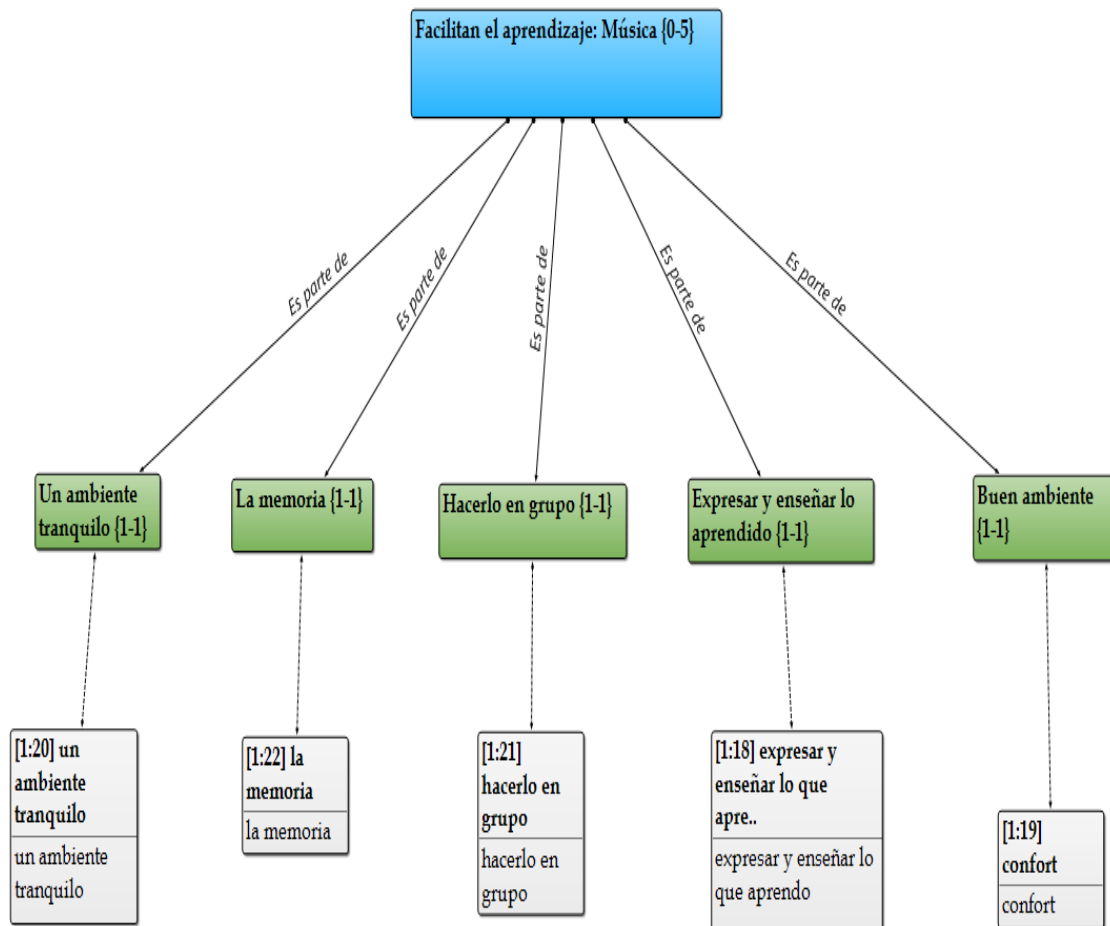 Facilitan el aprendizaje: Música {0-5}
Es parte de
Es parte de
Es parte de
Es parte de
Es parte de
Un ambiente
tranquilo {1-1}
La memoria {1-1}
Hacerlo en grupo {1-1}
Expresar y enseñar lo
aprendido {1-1}
Buen ambiente
{1-1}
[1:20] un
ambiente
tranquilo
un ambiente
tranquilo
[1:22] la
memoria
la memoria
[1:21]
hacerlo en
grupo
hacerlo en
grupo
[1:18] expresar y
enseñar lo que
apre..
expresar y enseñar lo
que aprendo
[1:19]
confort
confort